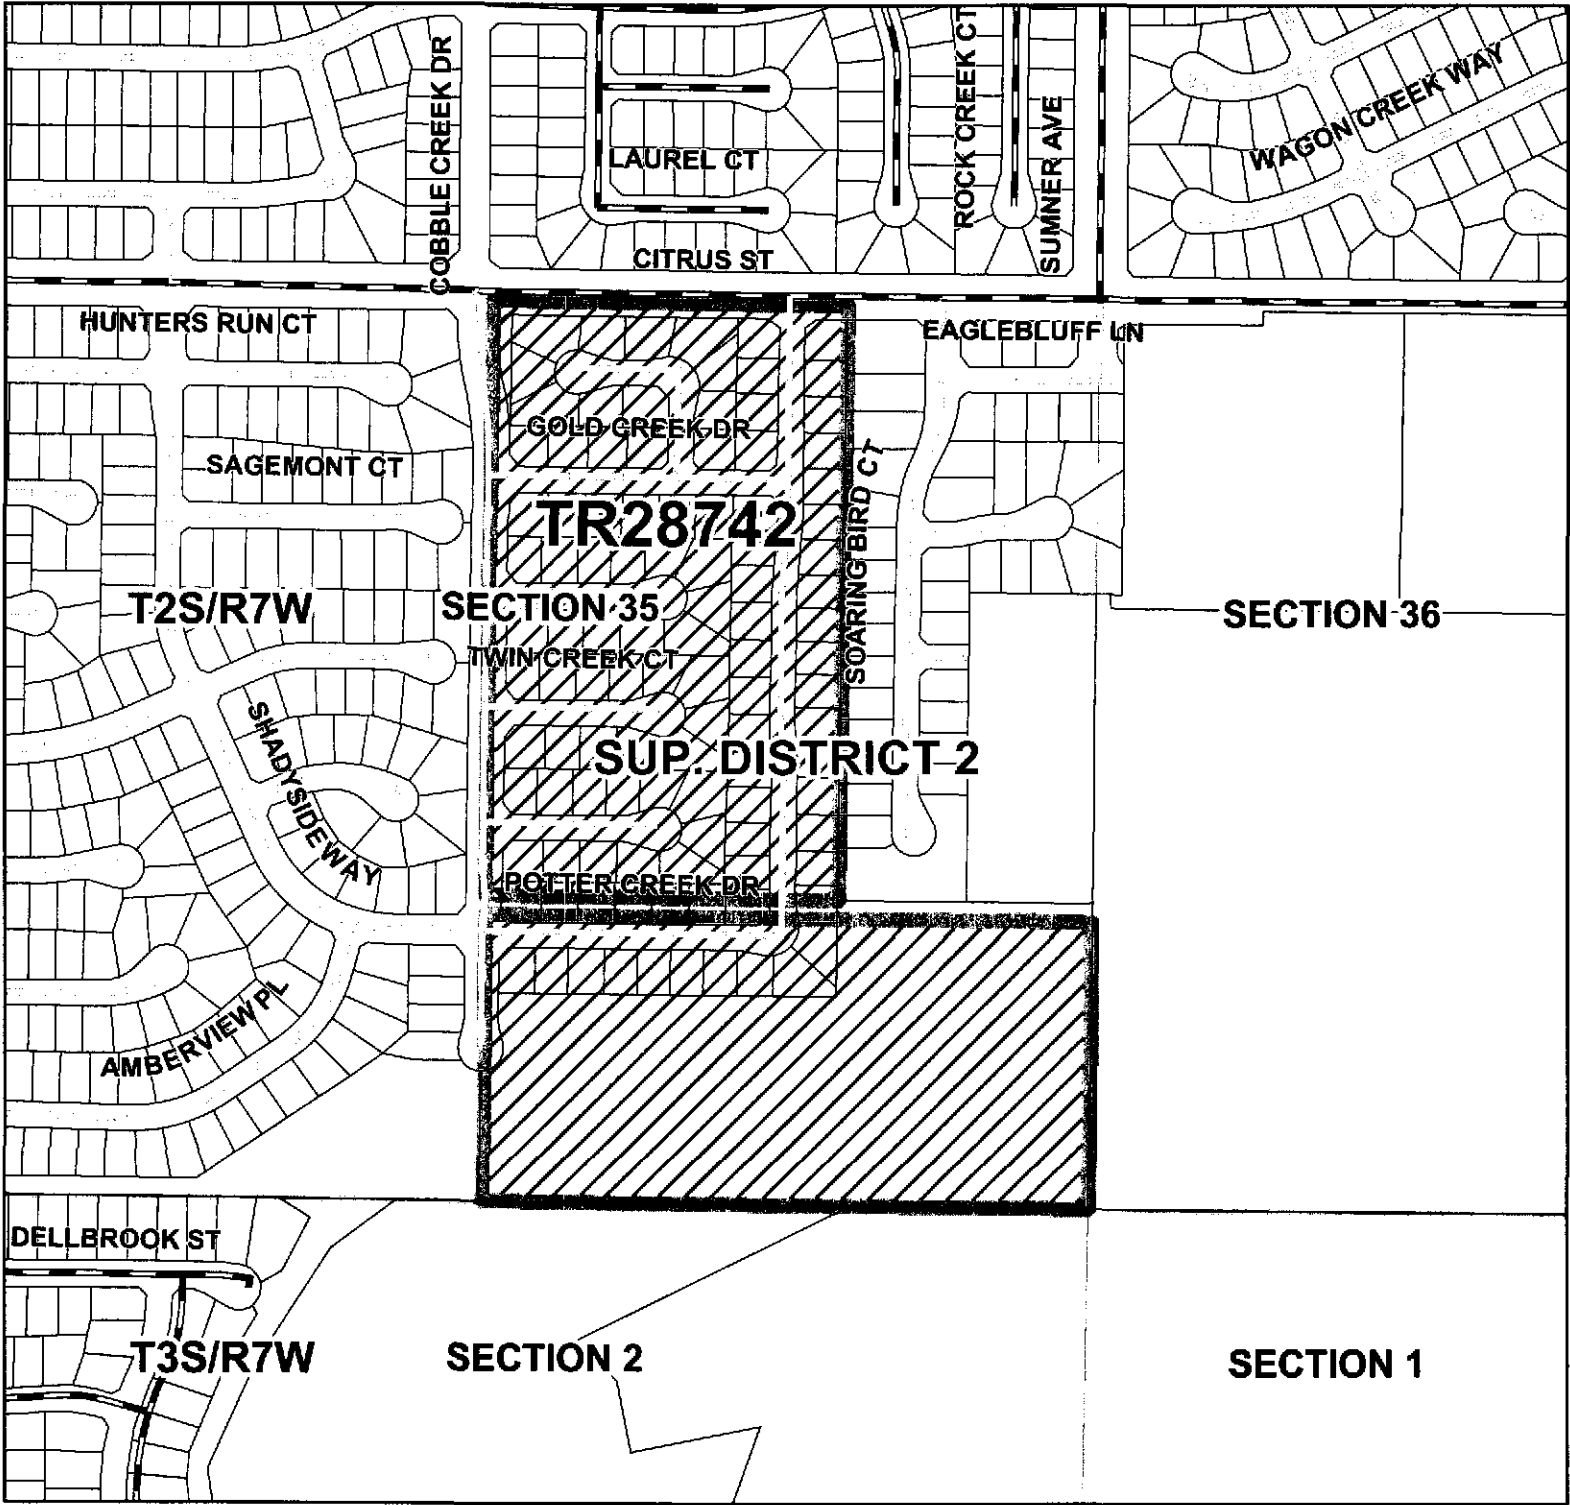 COBBLE CREEK DR
ROCK CREEK CT
SUMNER AVE
WAGON CREEK WAY
LAUREL CT
CITRUS ST
HUNTERS RUN CT
EAGLEBLUFF LN
GOLD CREEK DR
SAGEMONT CT
TR28742
SOARING BIRD CT
T2S/R7W
SECTION 35
SECTION 36
TWIN CREEK CT
SHADYSIDE WAY
SUP. DISTRICT 2
POTTER CREEK DR
AMBERVIEW PL
DELLBROOK ST
T3S/R7W
SECTION 2
SECTION 1